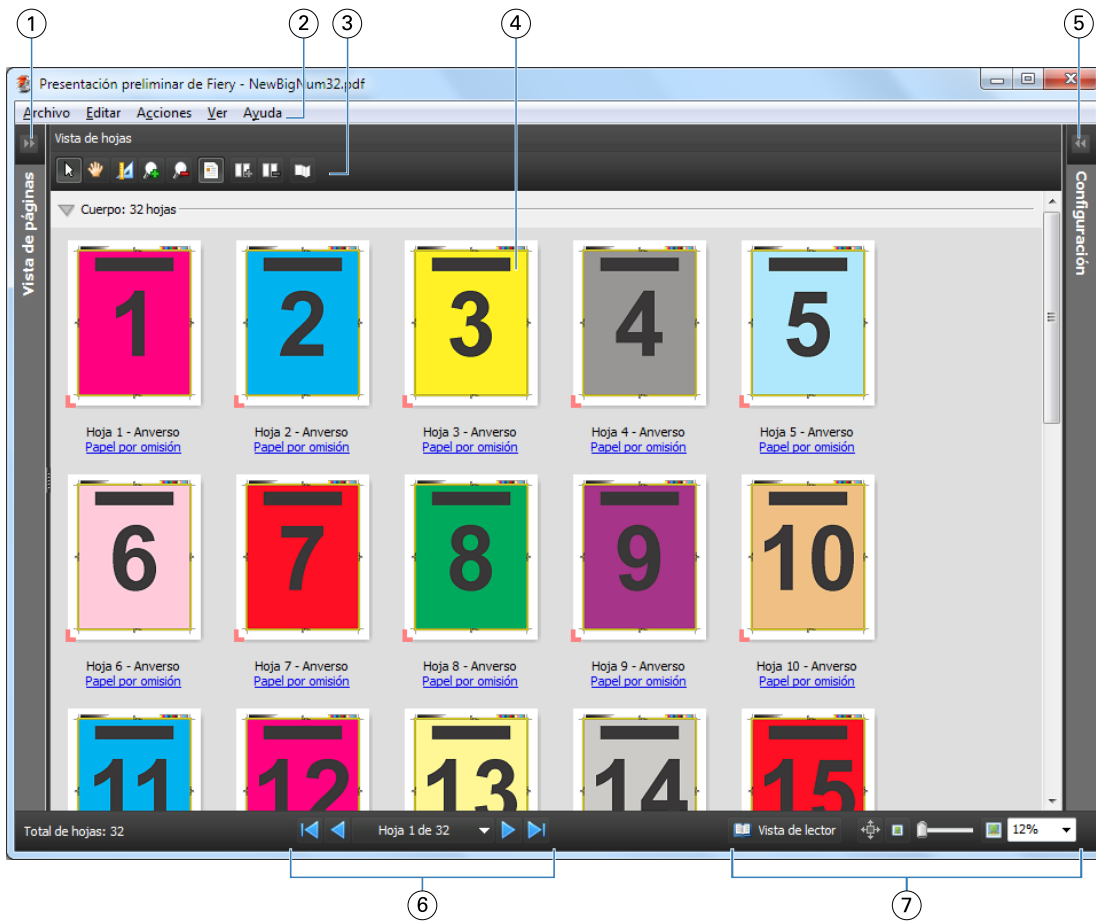 1 2 3 4 5
Presentación preliminar de Fiery - NewBigNum32.pdf
Archivo Editar Acciones Ver Ayuda
Vista de hojas
Vista de páginas
Configuración
Cuerpo: 32 hojas
1 2 3 4 5
Hoja 1 - Anverso Hoja 2 - Anverso Hoja 3 - Anverso Hoja 4 - Anverso Hoja 5 - Anverso
Papel por omisión Papel por omisión Papel por omisión Papel por omisión Papel por omisión
6 7 8 9 10
Hoja 6 - Anverso Hoja 7 - Anverso Hoja 8 - Anverso Hoja 9 - Anverso Hoja 10 - Anverso
Papel por omisión Papel por omisión Papel por omisión Papel por omisión Papel por omisión
11 12 13 14 15
Total de hojas: 32 Hoja 1 de 32 Vista de lector 12%
6 7